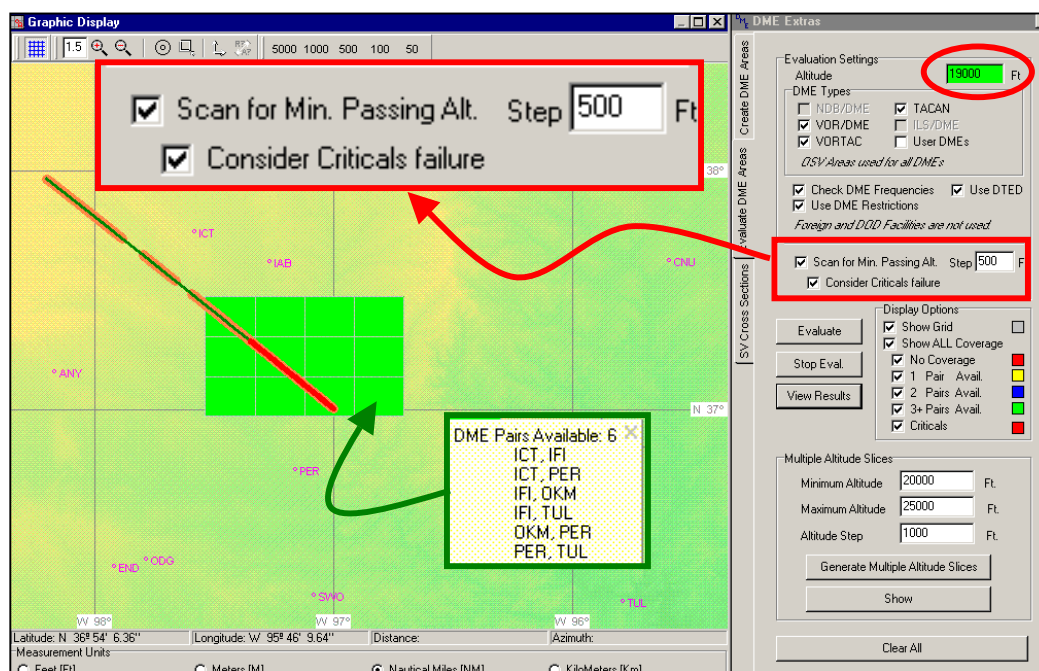 Graphic Display
1.5
5000 1000 500 100 50
Scan for Min. Passing Alt. Step 500 Ft
Consider Criticals failure
38°
ICT
IAB
CNU
ANY
N 37°
PER
DME Pairs Available: 6
ICT, IFI
ICT, PER
IFI, OKM
IFI, TUL
OKM, PER
PER, TUL
END
ODG
SWO
TUL
W 98°
W 97°
W 96°
Latitude: N 36º 54' 6.36" Longitude: W 95º 46' 9.64" Distance: Azimuth:
Measurement Units
Feet [Ft] Meters [M] Nautical Miles [NM] KiloMeters [Km]
DME Extras
Create DME Areas
Evaluate DME Areas
SV Cross Sections
Evaluation Settings
Altitude 19000 Ft
DME Types
NDB/DME TACAN
VOR/DME ILS/DME
VORTAC User DMEs
OSV Areas used for all DMEs
Check DME Frequencies Use DTED
Use DME Restrictions
Foreign and DOD Facilities are not used.
Scan for Min. Passing Alt. Step 500 F
Consider Criticals failure
Display Options
Evaluate
Show Grid
Show ALL Coverage
Stop Eval.
No Coverage
1 Pair Avail.
View Results
2 Pairs Avail.
3+ Pairs Avail.
Criticals
Multiple Altitude Slices
Minimum Altitude 20000 Ft.
Maximum Altitude 25000 Ft.
Altitude Step 1000 Ft.
Generate Multiple Altitude Slices
Show
Clear All